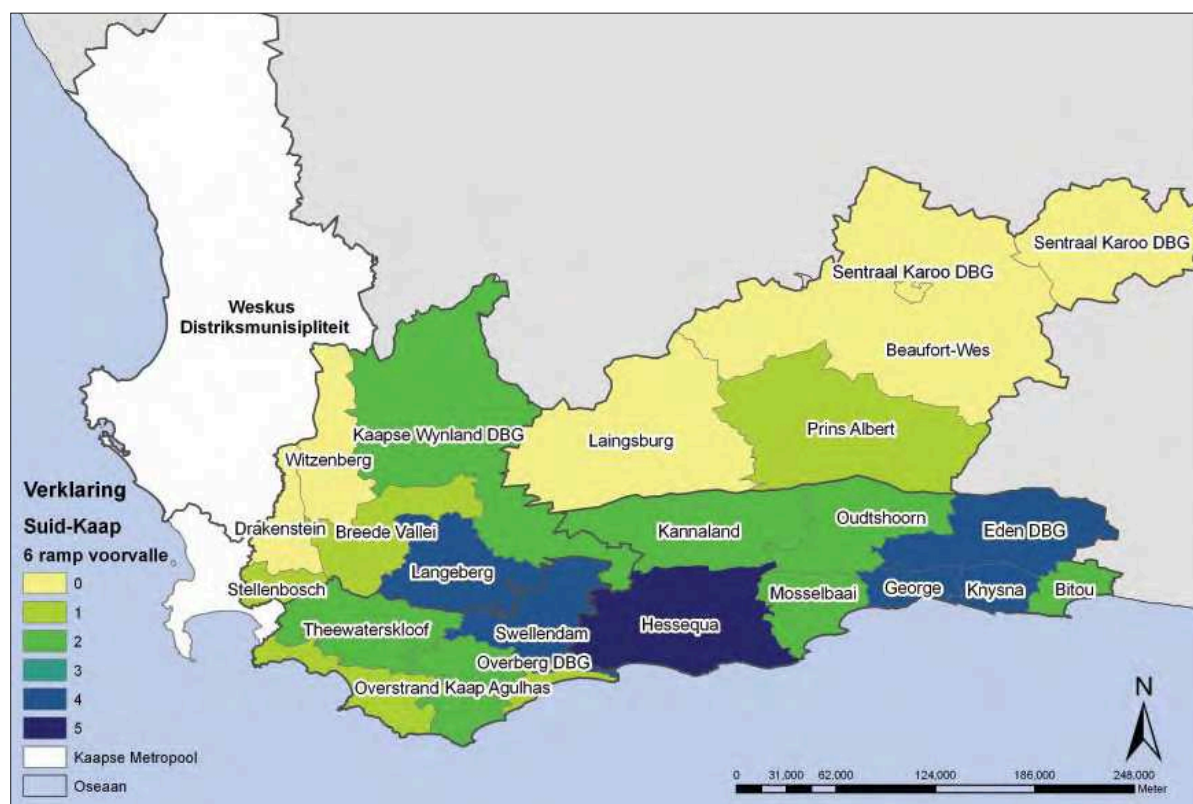 Sentraal Karoo DBG
Sentraal Karoo DBG
Weskus
Distriksmunisipliteit
Beaufort-Wes
Prins Albert
Laingsburg
Kaapse Wynland DBG
Witzenberg
Drakenstein
Breede Vallei
Kannaland
Oudtshoorn
Eden DBG
Langeberg
Stellenbosch
Mosselbaai
George
Knysna
Bitou
Theewaterskloof
Swellendam
Hessequa
Overberg DBG
Overstrand
Kaap Agulhas
Verklaring
Suid-Kaap
6 ramp voorvalle
0
1
2
3
4
5
Kaapse Metropool
Oseaan
N
0 31,000 62,000 124,000 186,000 248,000
Meter